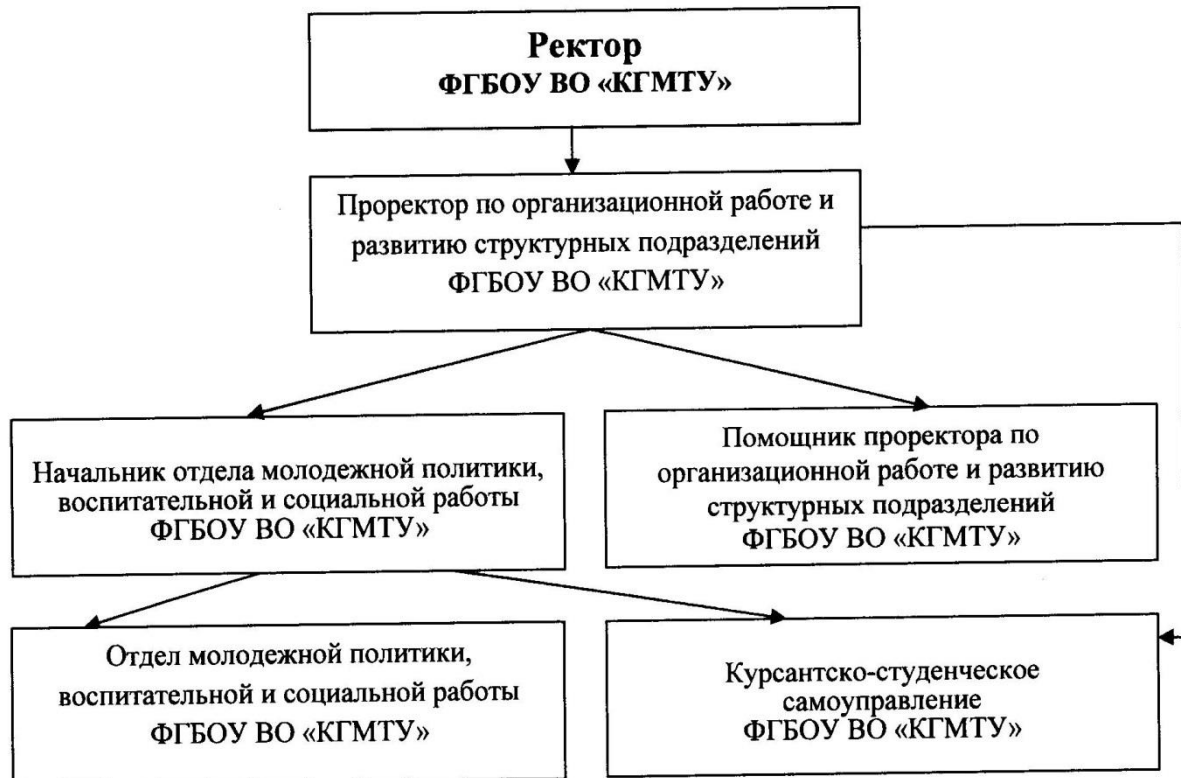 Ректор
ФГБОУ ВО «КГМТУ»
Проректор по организационной работе и
развитию структурных подразделений
ФГБОУ ВО «КГМТУ»
Начальник отдела молодежной политики,
воспитательной и социальной работы
ФГБОУ ВО «КГМТУ»
Помощник проректора по
организационной работе и развитию
структурных подразделений
ФГБОУ ВО «КГМТУ»
Отдел молодежной политики,
воспитательной и социальной работы
ФГБОУ ВО «КГМТУ»
Курсантско-студенческое
самоуправление
ФГБОУ ВО «КГМТУ»